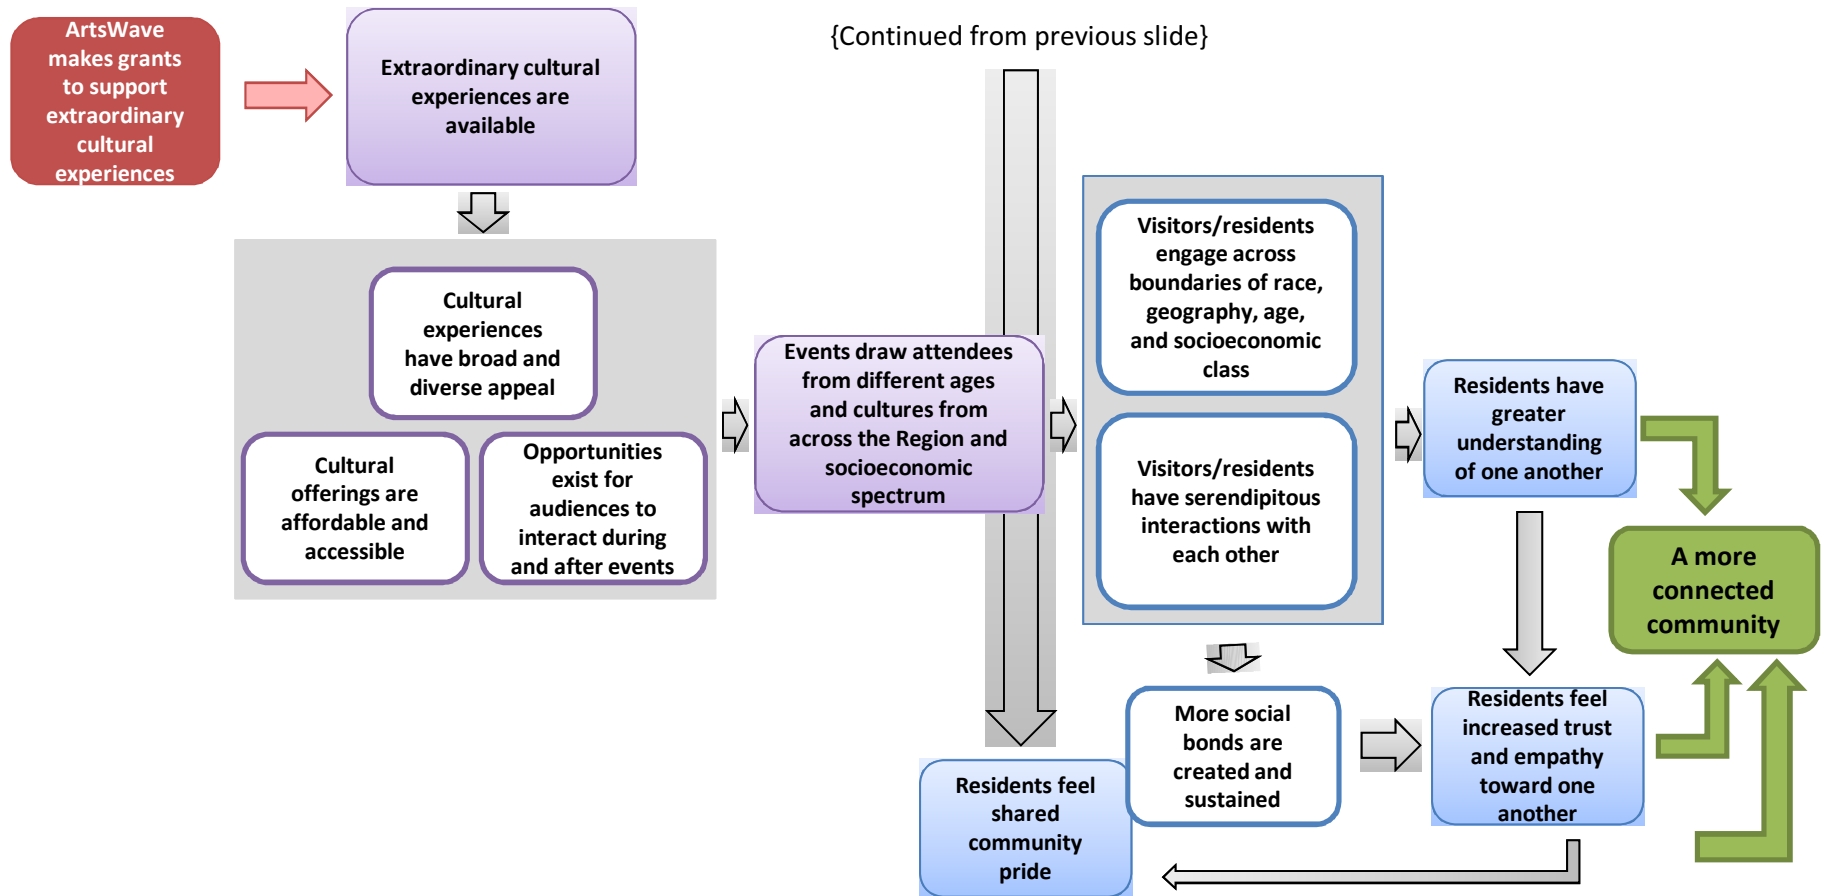 ArtsWave
makes grants
to support
extraordinary
cultural
experiences
Extraordinary cultural
experiences are
available
{Continued from previous slide}
Cultural
experiences
have broad and
diverse appeal
Cultural
offerings are
affordable and
accessible
Opportunities
exist for
audiences to
interact during
and after events
Events draw attendees
from different ages
and cultures from
across the Region and
socioeconomic
spectrum
Visitors/residents
engage across
boundaries of race,
geography, age,
and socioeconomic
class
Visitors/residents
have serendipitous
interactions with
each other
Residents have
greater
understanding
of one another
A more
connected
community
More social
bonds are
created and
sustained
Residents feel
increased trust
and empathy
toward one
another
Residents feel
shared
community
pride